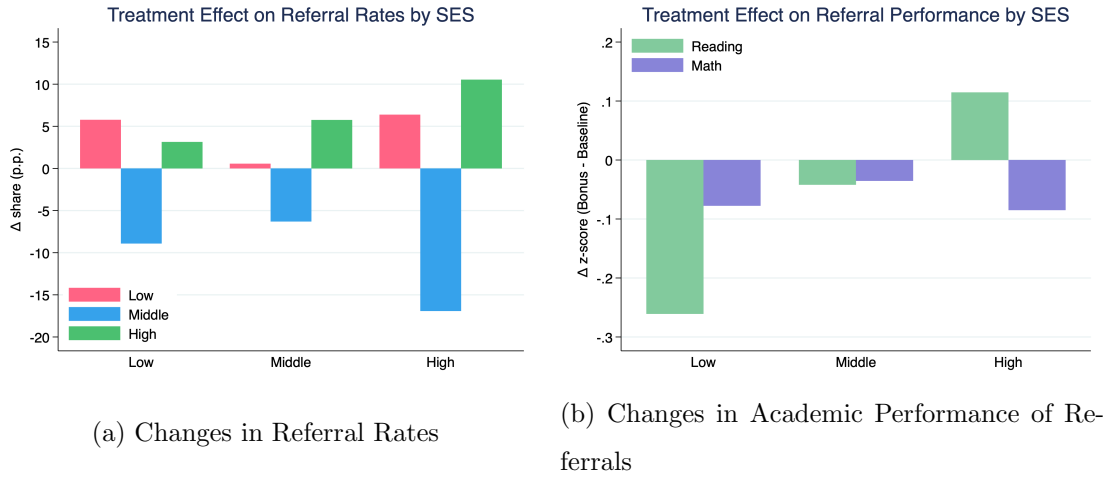 Treatment Effect on Referral Rates by SES
Δ share (p.p.)
15
10
5
0
-5
-10
-15
-20
Low
Middle
High
Low
Middle
High
(a) Changes in Referral Rates
Treatment Effect on Referral Performance by SES
Δ z-score (Bonus - Baseline)
.2
.1
0
-.1
-.2
-.3
Reading
Math
Low
Middle
High
(b) Changes in Academic Performance of Re-
ferrals